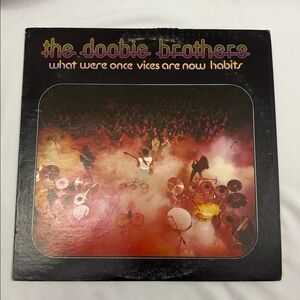 the doobie brothers
what were once vices are now habits